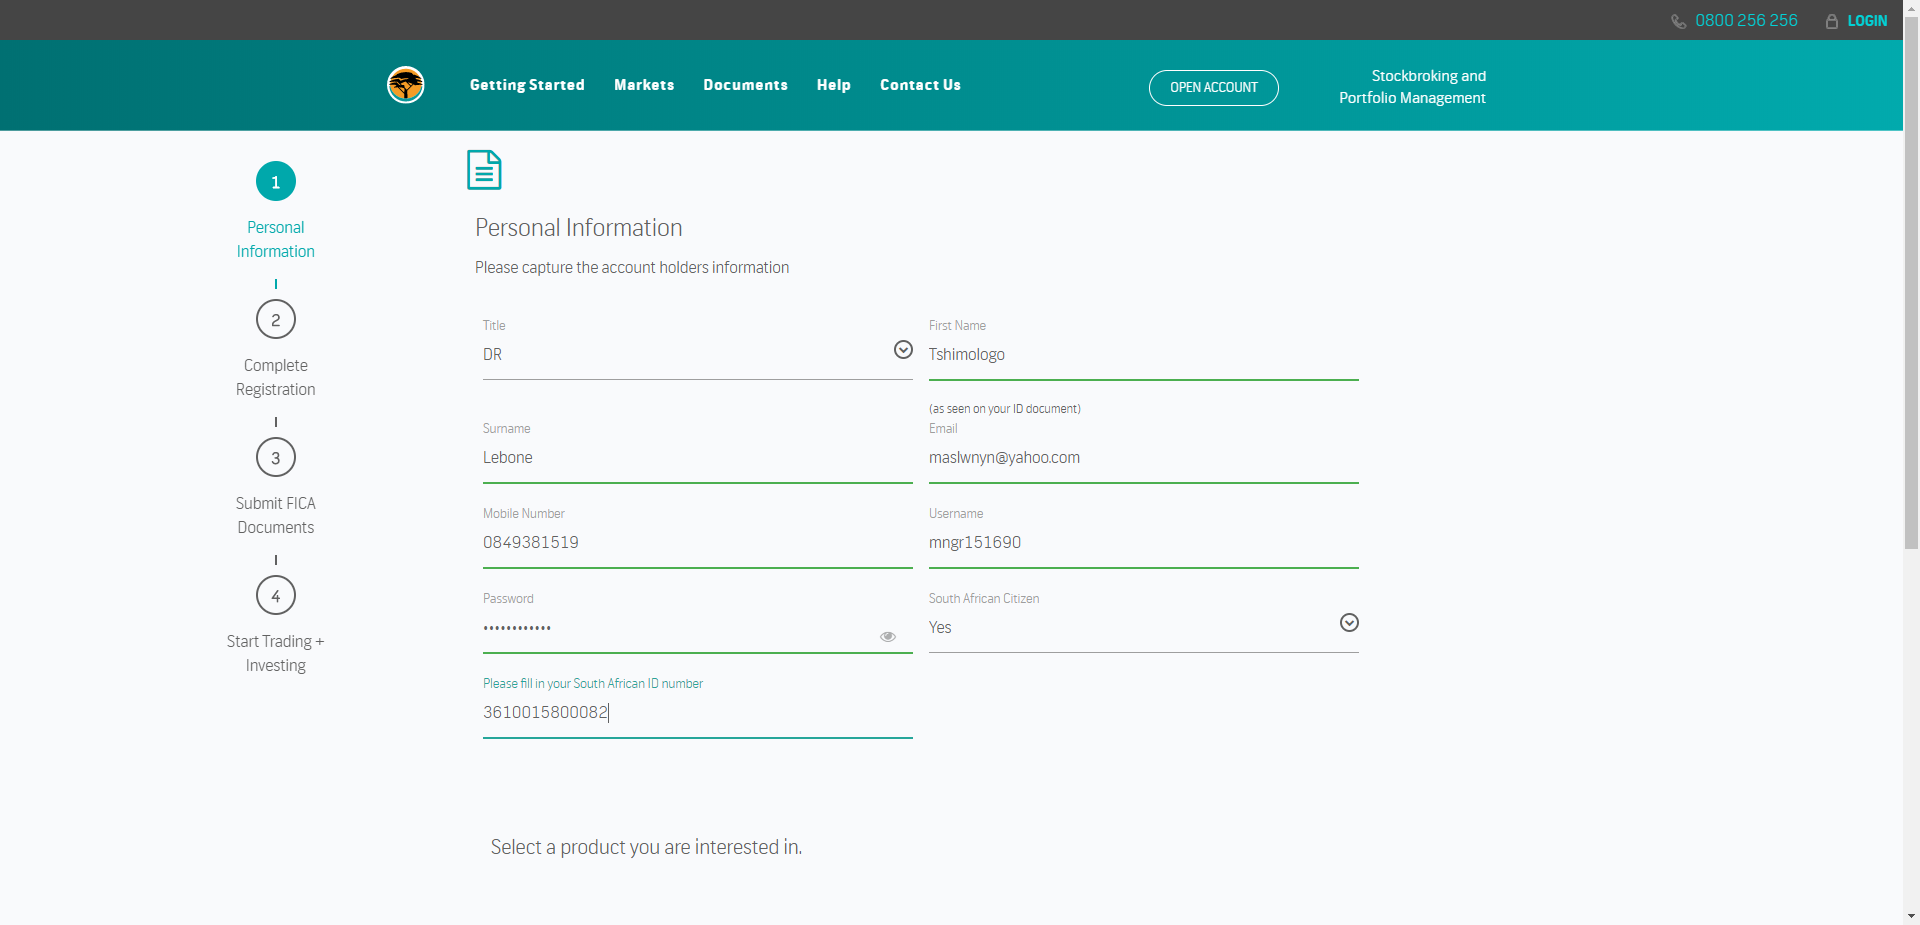 0800 256 256
LOGIN
Getting Started
Markets
Documents
Help
Contact Us
OPEN ACCOUNT
Stockbroking and
Portfolio Management
1
Personal
Information
2
Complete
Registration
3
Submit FICA
Documents
4
Start Trading +
Investing
Personal Information
Please capture the account holders information
Title
DR
First Name
Tshimologo
(as seen on your ID document)
Surname
Lebone
Email
maslwnyn@yahoo.com
Mobile Number
0849381519
Username
mngr151690
Password
••••••••••••
South African Citizen
Yes
Please fill in your South African ID number
3610015800082
Select a product you are interested in.